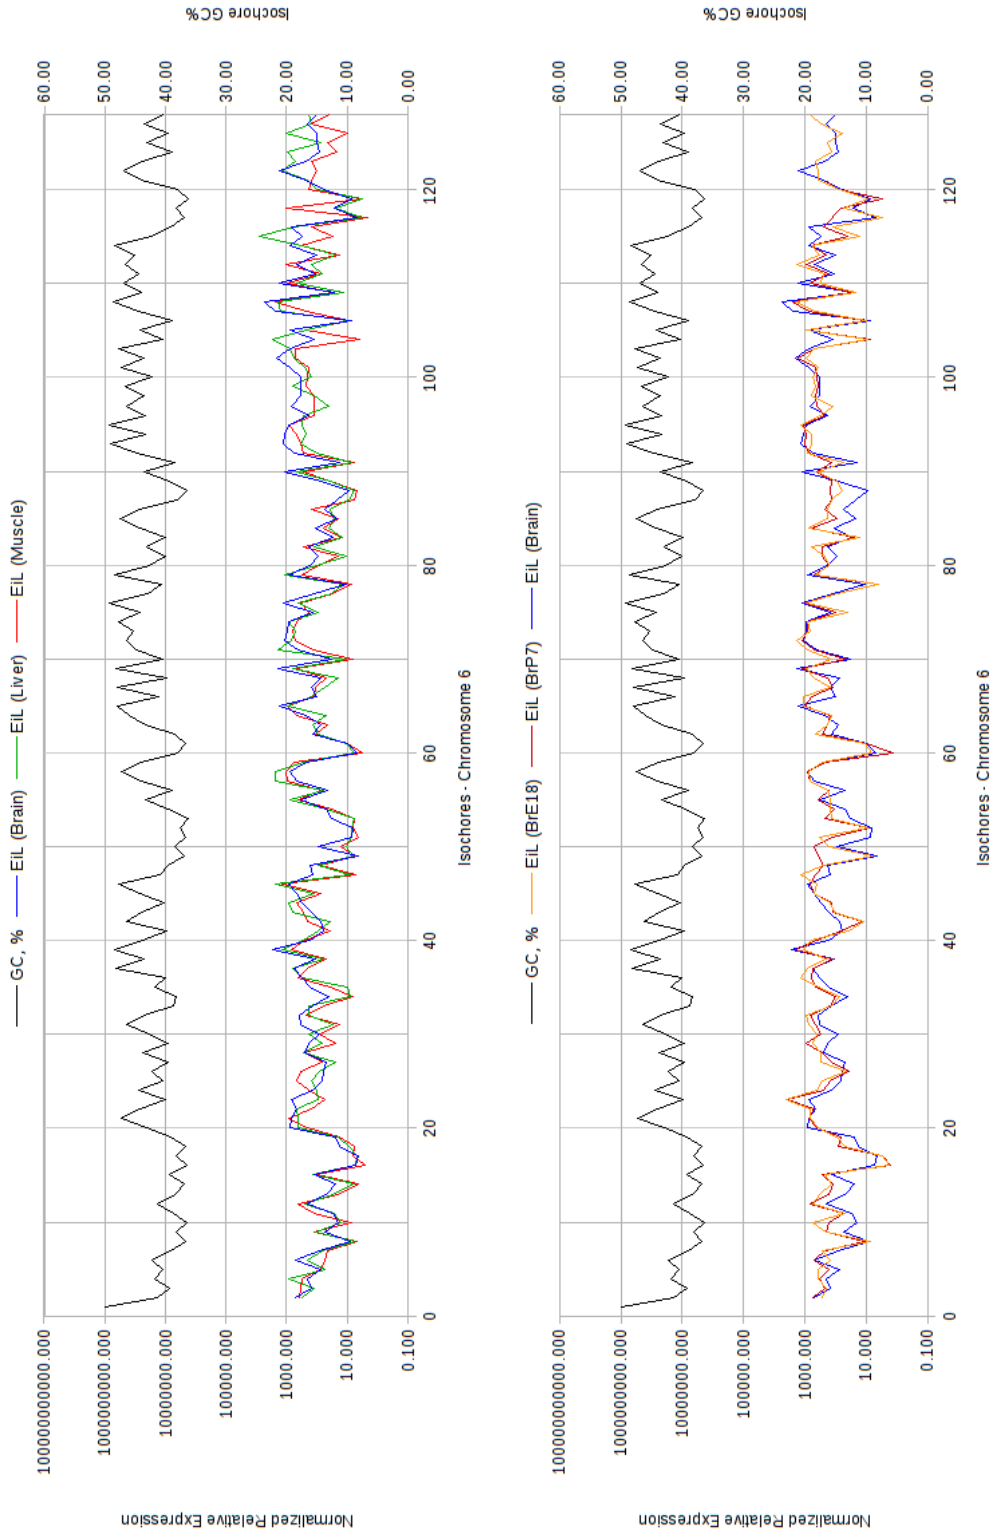 GC, % EiL (Brain) EiL (Liver) EiL (Muscle)
Normalized Relative Expression
100000000000.000
1000000000.000
10000000.000
100000.000
1000.000
10.000
0.100
60.00
50.00
40.00
30.00
20.00
10.00
0.00
Isochore GC%
0 20 40 60 80 100 120
Isochores - Chromosome 6
GC, % EiL (BrE18) EiL (BrP7) EiL (Brain)
Normalized Relative Expression
100000000000.000
1000000000.000
10000000.000
100000.000
1000.000
10.000
0.100
60.00
50.00
40.00
30.00
20.00
10.00
0.00
Isochore GC%
0 20 40 60 80 100 120
Isochores - Chromosome 6